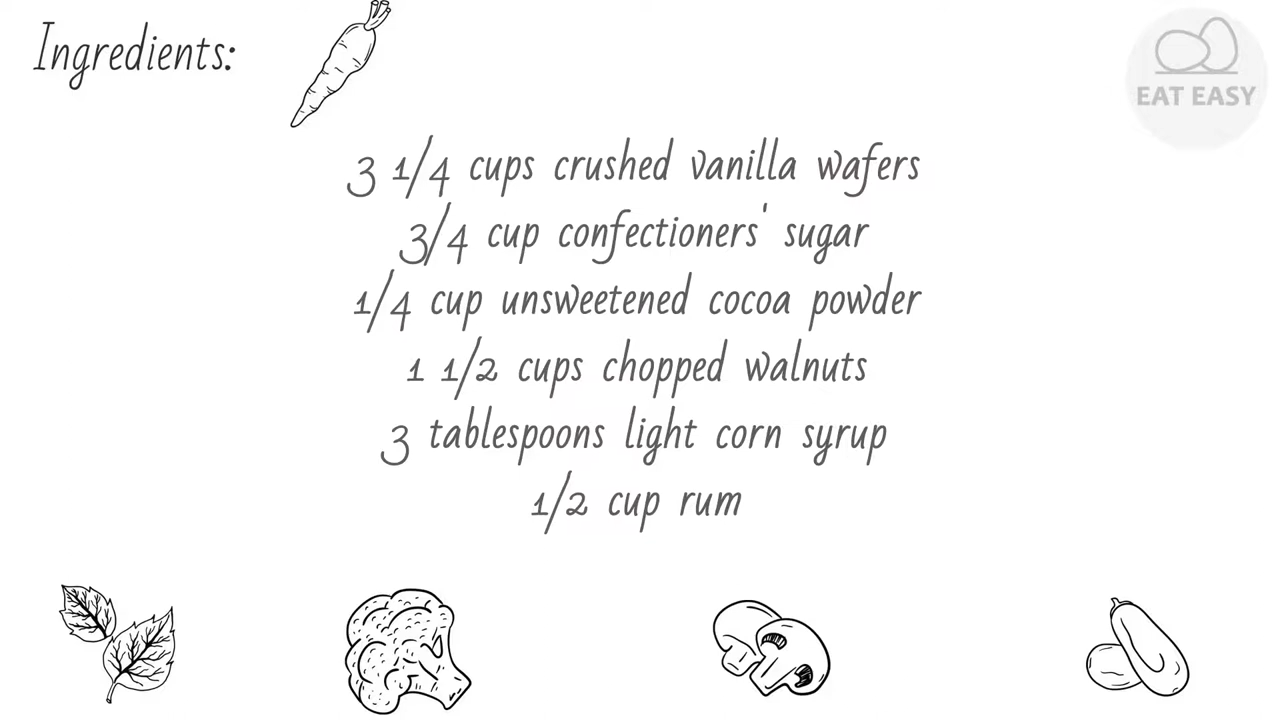 Ingredients:
EAT EASY
3 1/4 cups crushed vanilla wafers
3/4 cup confectioners' sugar
1/4 cup unsweetened cocoa powder
1 1/2 cups chopped walnuts
3 tablespoons light corn syrup
1/2 cup rum